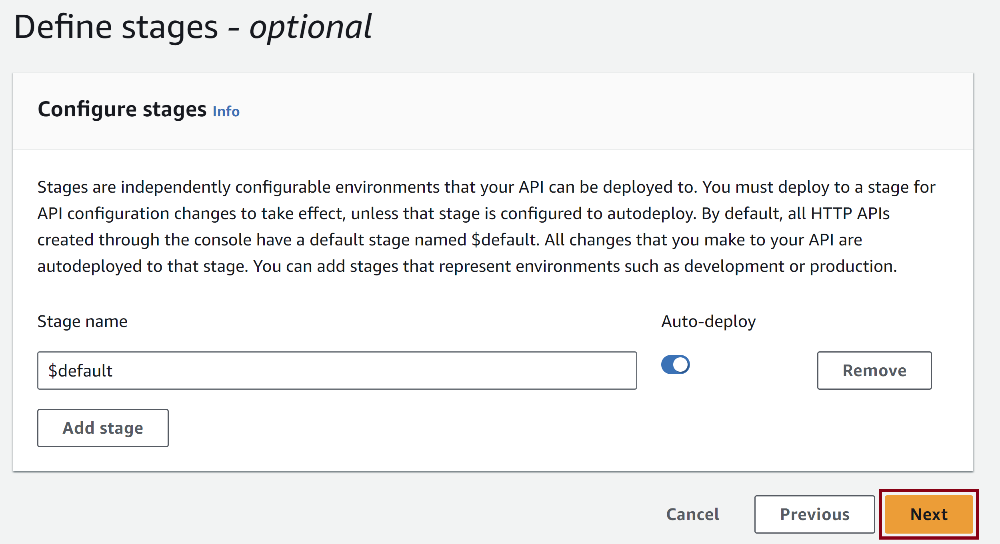 Define stages - optional
Configure stages Info
Stages are independently configurable environments that your API can be deployed to. You must deploy to a stage for
API configuration changes to take effect, unless that stage is configured to autodeploy. By default, all HTTP APIs
created through the console have a default stage named $default. All changes that you make to your API are
autodeployed to that stage. You can add stages that represent environments such as development or production.
Stage name
Auto-deploy
$default
Remove
Add stage
Cancel
Previous
Next